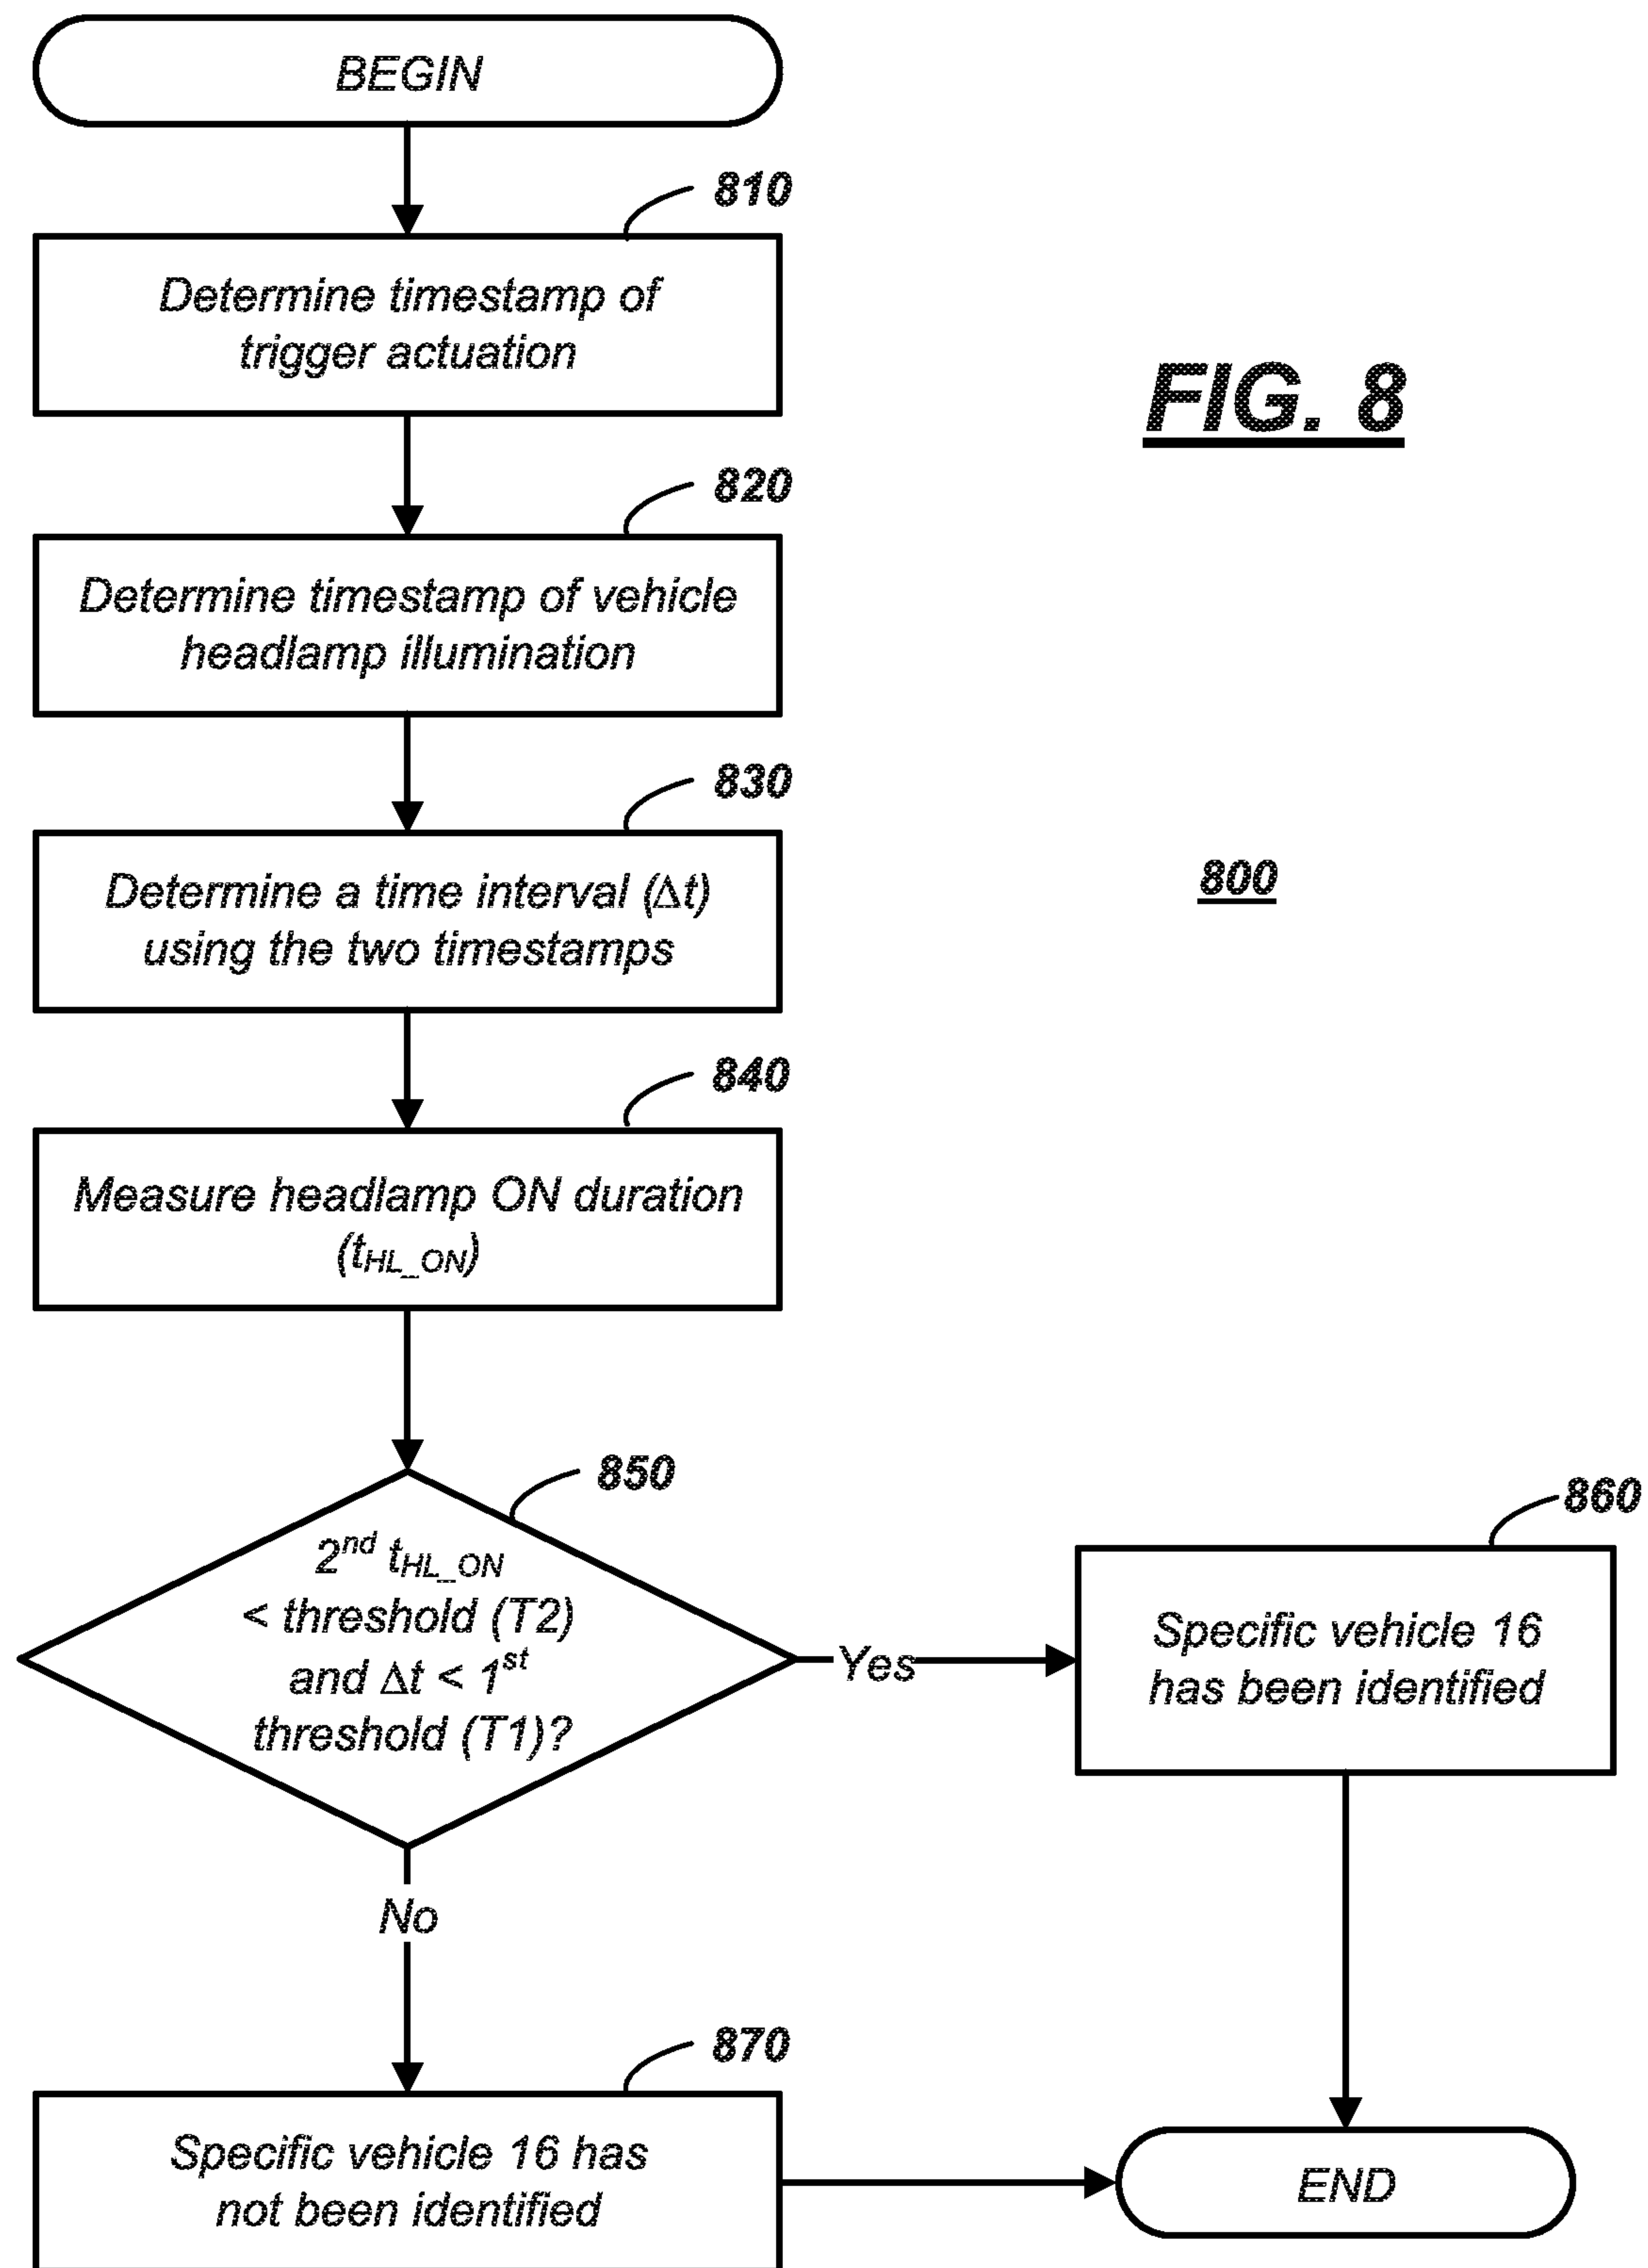 BEGIN
810
Determine timestamp of
trigger actuation
FIG. 8
820
Determine timestamp of vehicle
headlamp illumination
830
Determine a time interval (Δt)
using the two timestamps
800
840
Measure headlamp ON duration
(tHL_ON)
850
2nd tHL_ON
< threshold (T2)
and Δt < 1st
threshold (T1)?
Yes
860
Specific vehicle 16
has been identified
No
870
Specific vehicle 16 has
not been identified
END